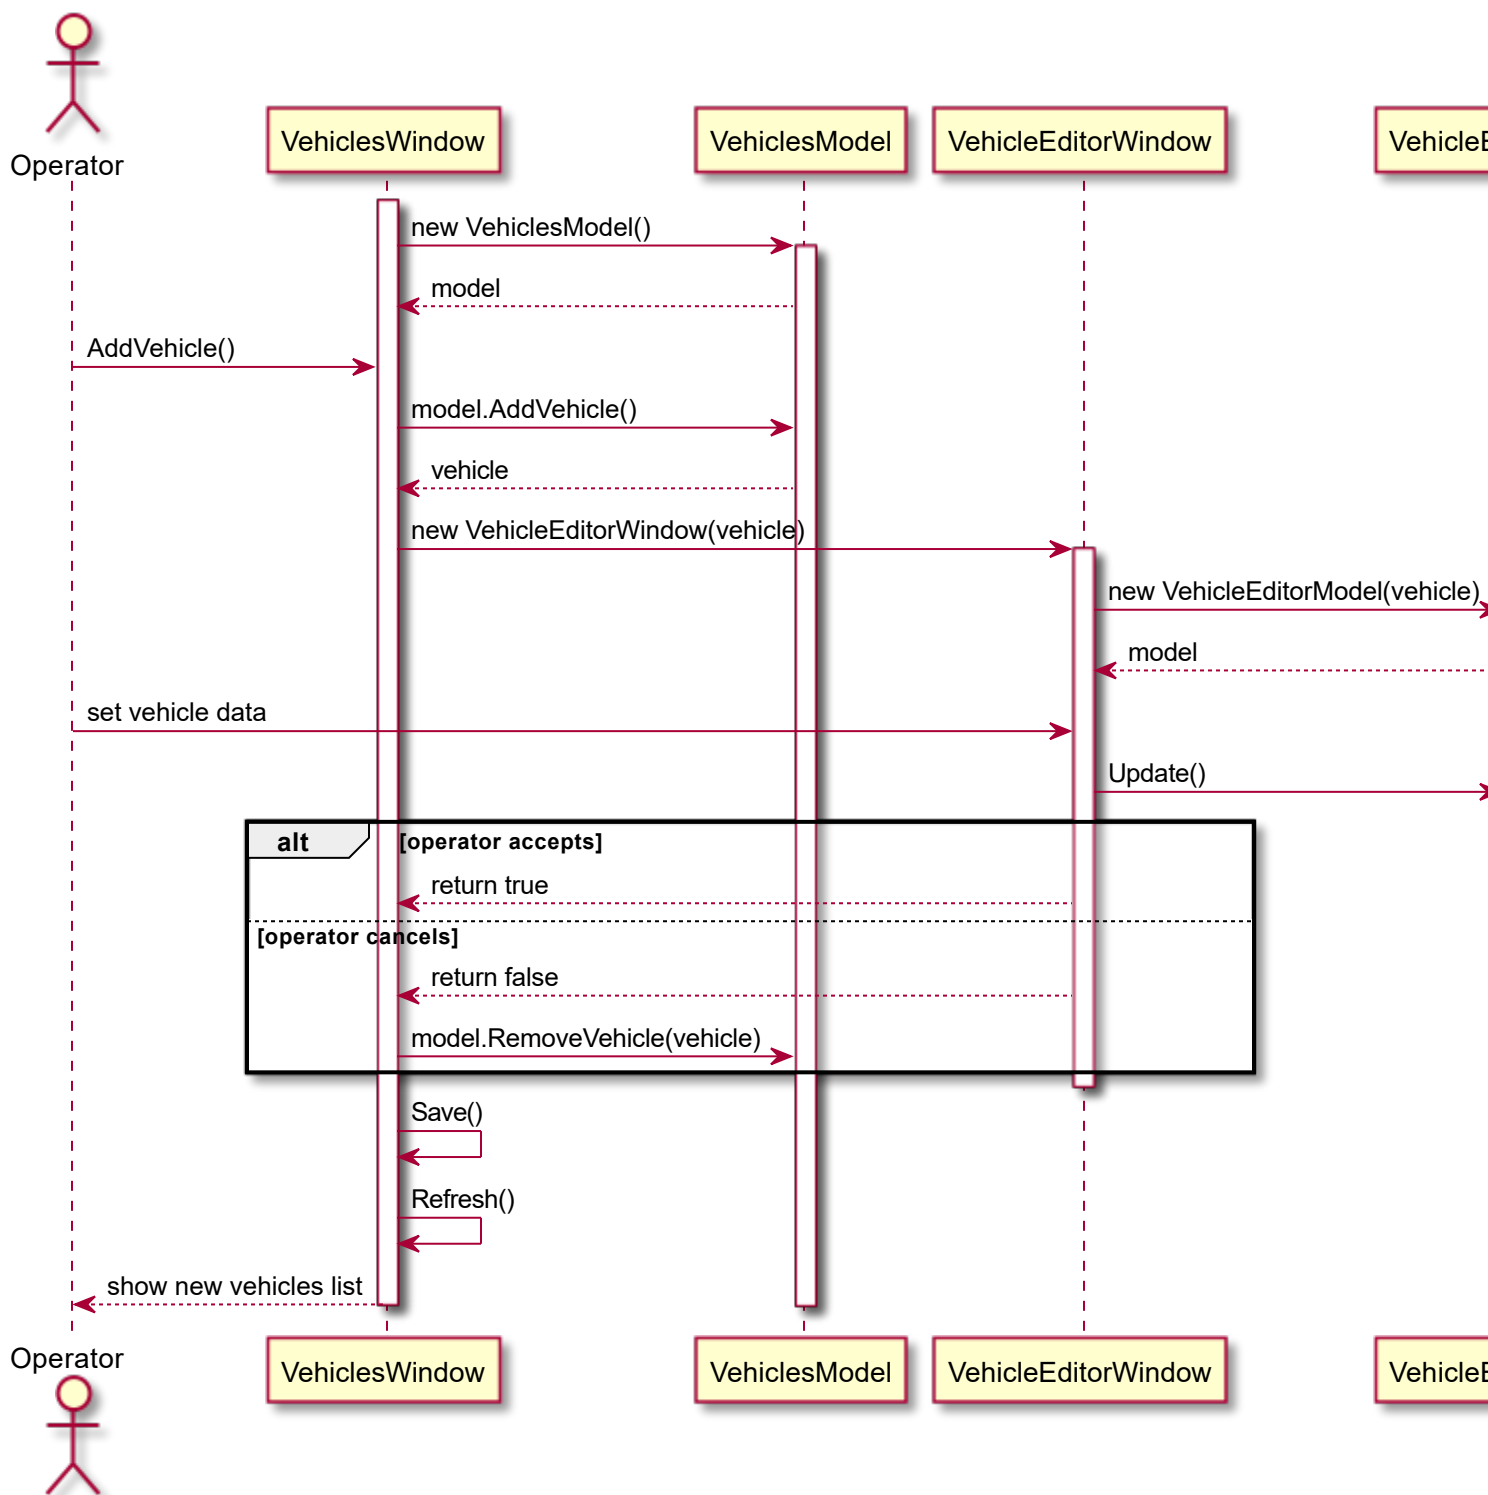 Operator
VehiclesWindow
VehiclesModel
VehicleEditorWindow
new VehiclesModel()
model
AddVehicle()
model.AddVehicle()
vehicle
new VehicleEditorWindow(vehicle)
new VehicleEditorModel(vehicle)
model
set vehicle data
Update()
alt
[operator accepts]
return true
[operator cancels]
return false
model.RemoveVehicle(vehicle)
Save()
Refresh()
show new vehicles list
Operator
VehiclesWindow
VehiclesModel
VehicleEditorWindow